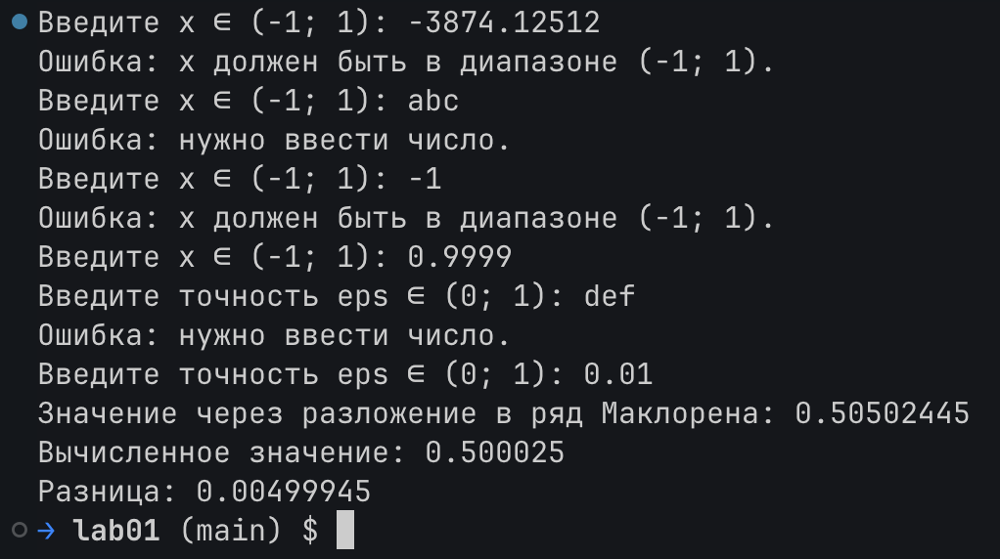 Введите x ∈ (-1; 1): -3874.12512
Ошибка: x должен быть в диапазоне (-1; 1).
Введите x ∈ (-1; 1): abc
Ошибка: нужно ввести число.
Введите x ∈ (-1; 1): -1
Ошибка: x должен быть в диапазоне (-1; 1).
Введите x ∈ (-1; 1): 0.9999
Введите точность eps ∈ (0; 1): def
Ошибка: нужно ввести число.
Введите точность eps ∈ (0; 1): 0.01
Значение через разложение в ряд Маклорена: 0.50502445
Вычисленное значение: 0.500025
Разница: 0.00499945
→ lab01 (main) $